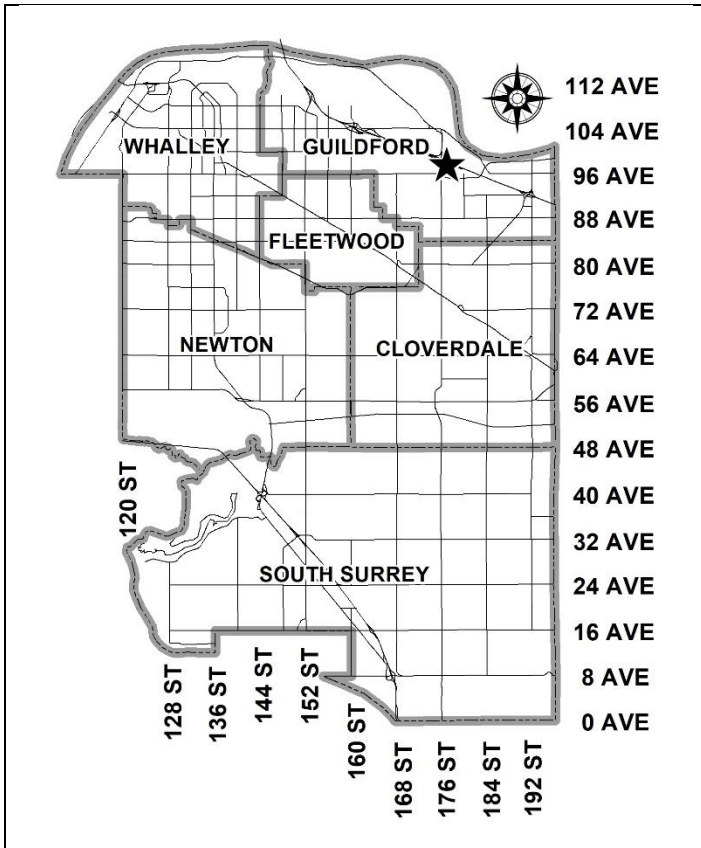 112 AVE
104 AVE
WHALLEY
GUILDFORD
96 AVE
88 AVE
FLEETWOOD
80 AVE
72 AVE
NEWTON
CLOVERDALE
64 AVE
56 AVE
48 AVE
120 ST
40 AVE
32 AVE
SOUTH SURREY
24 AVE
16 AVE
128 ST
136 ST
144 ST
152 ST
8 AVE
160 ST
0 AVE
168 ST
176 ST
184 ST
192 ST